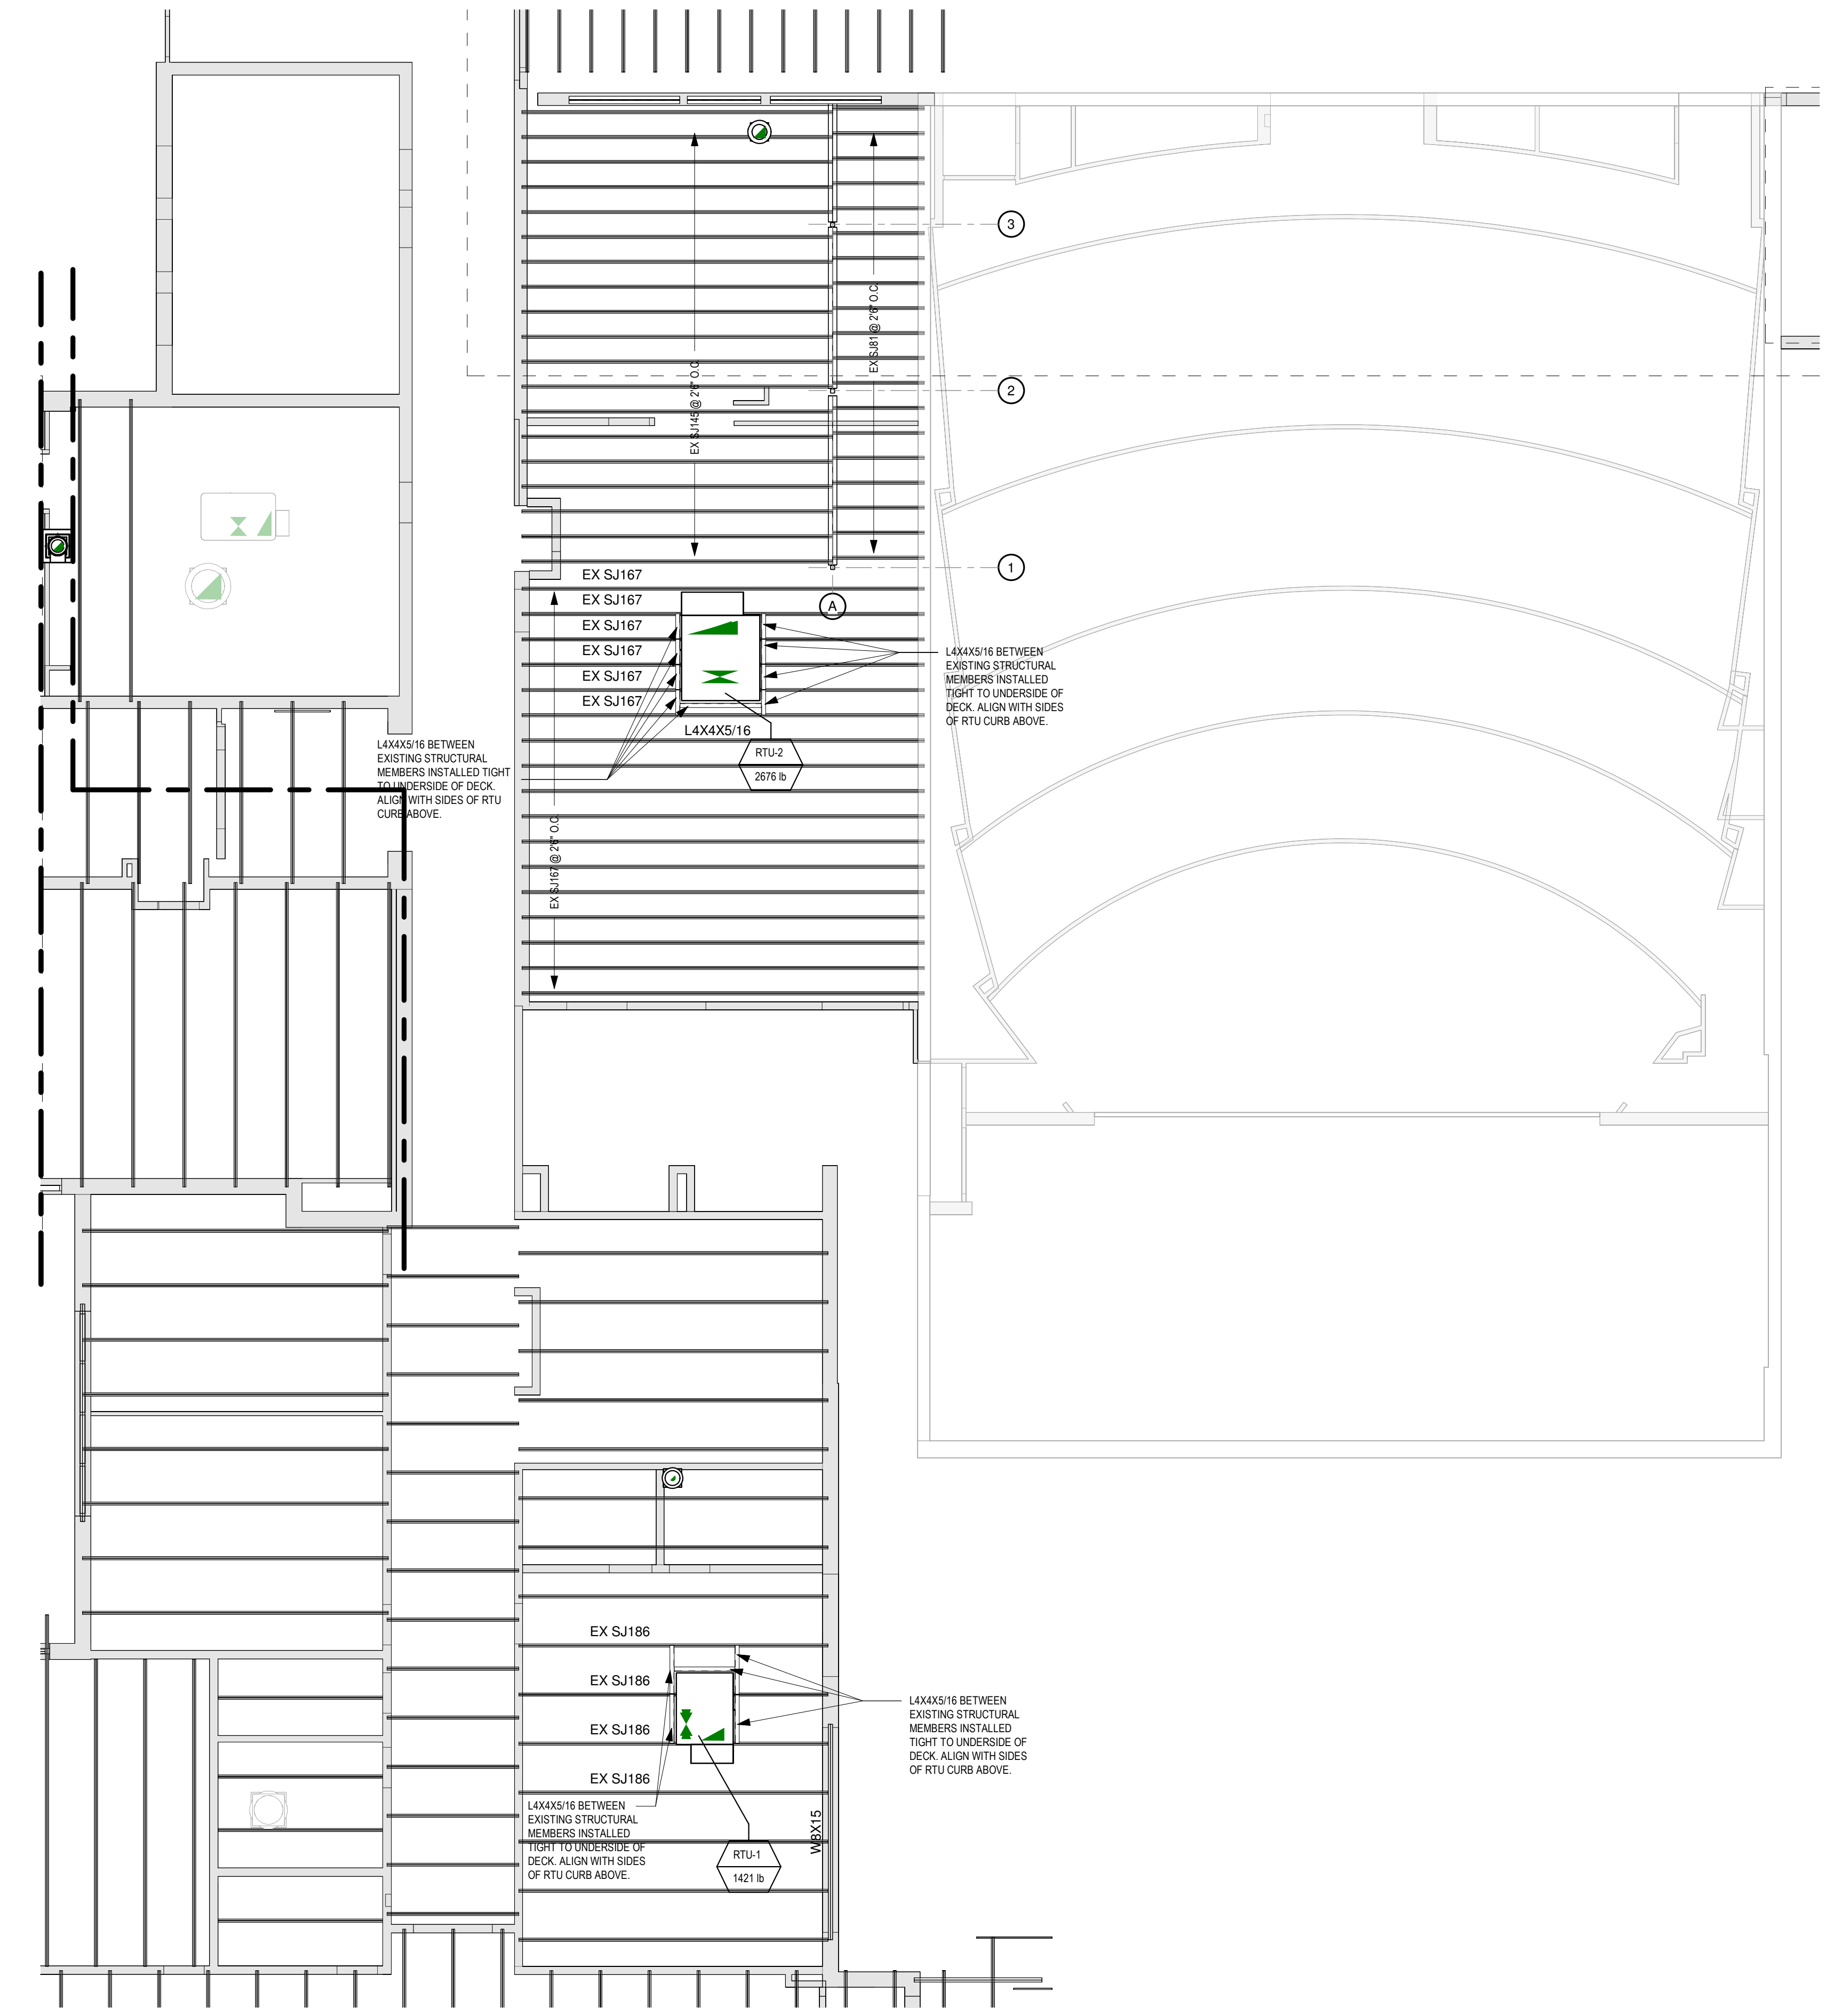 3
EX SJ81 @ 2'6" O.C.
2
EX SJ145 @ 2'6" O.C.
1
EX SJ167
EX SJ167
A
EX SJ167
EX SJ167
EX SJ167
EX SJ167
L4X4X5/16 BETWEEN
EXISTING STRUCTURAL
MEMBERS INSTALLED
TIGHT TO UNDERSIDE OF
DECK. ALIGN WITH SIDES
OF RTU CURB ABOVE.
L4X4X5/16
RTU-2
2676 lb
L4X4X5/16 BETWEEN
EXISTING STRUCTURAL
MEMBERS INSTALLED TIGHT
TO UNDERSIDE OF DECK.
ALIGN WITH SIDES OF RTU
CURB ABOVE.
EX SJ167 @ 2'6" O.C.
EX SJ186
EX SJ186
EX SJ186
EX SJ186
L4X4X5/16 BETWEEN
EXISTING STRUCTURAL
MEMBERS INSTALLED
TIGHT TO UNDERSIDE OF
DECK. ALIGN WITH SIDES
OF RTU CURB ABOVE.
L4X4X5/16 BETWEEN
EXISTING STRUCTURAL
MEMBERS INSTALLED
TIGHT TO UNDERSIDE OF
DECK. ALIGN WITH SIDES
OF RTU CURB ABOVE.
W8X15
RTU-1
1421 lb